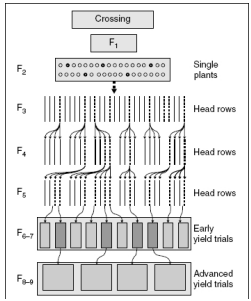 Crossing
F1
F2 Single plants
F3 Head rows
F4 Head rows
F5 Head rows
F6–7 Early yield trials
F8–9 Advanced yield trials